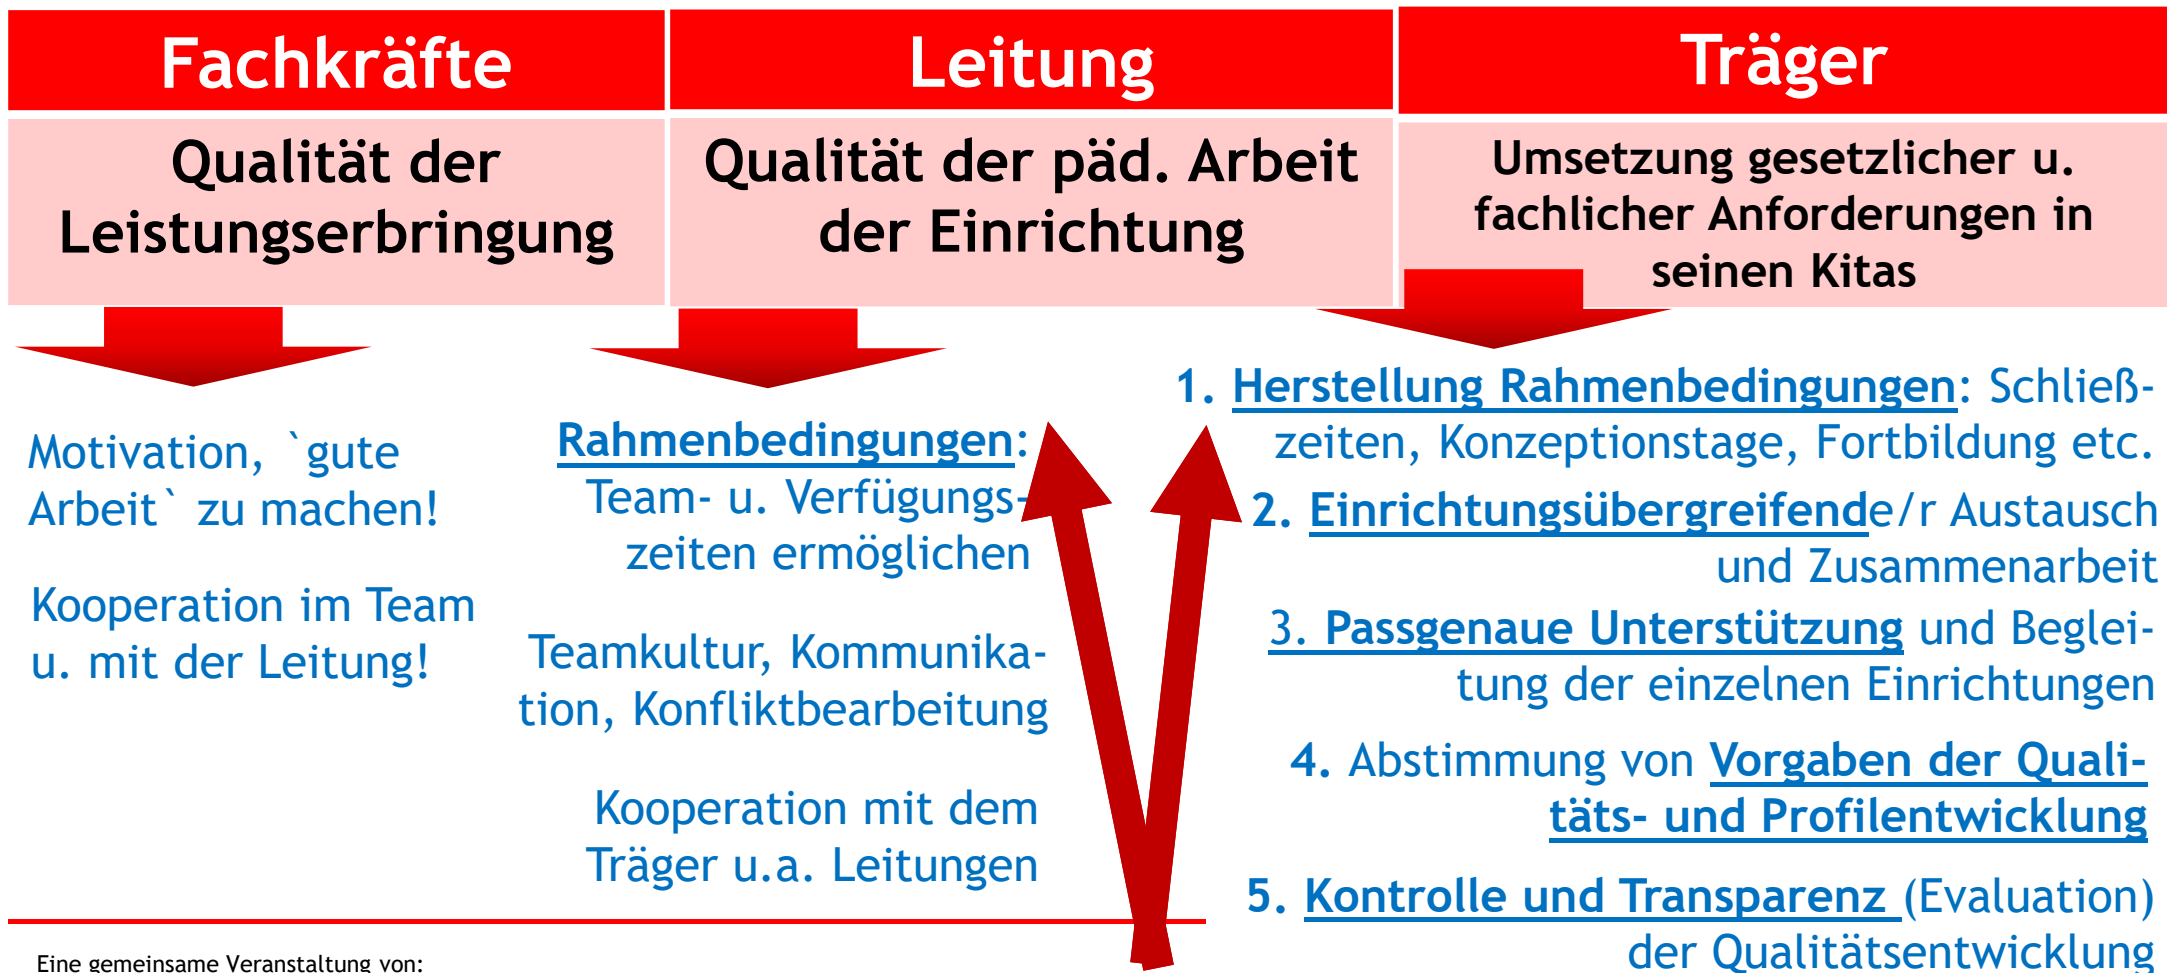 Fachkräfte
Qualität der
Leistungserbringung
Motivation, `gute
Arbeit` zu machen!
Kooperation im Team
u. mit der Leitung!
Leitung
Qualität der päd. Arbeit
der Einrichtung
Rahmenbedingungen:
Team- u. Verfügungs-
zeiten ermöglichen
Teamkultur, Kommunika-
tion, Konfliktbearbeitung
Kooperation mit dem
Träger u.a. Leitungen
Träger
Umsetzung gesetzlicher u.
fachlicher Anforderungen in
seinen Kitas
1. Herstellung Rahmenbedingungen: Schließ-
zeiten, Konzeptionstage, Fortbildung etc.
2. Einrichtungsübergreifende/r Austausch
und Zusammenarbeit
3. Passgenaue Unterstützung und Beglei-
tung der einzelnen Einrichtungen
4. Abstimmung von Vorgaben der Quali-
täts- und Profilentwicklung
5. Kontrolle und Transparenz (Evaluation)
der Qualitätsentwicklung
Eine gemeinsame Veranstaltung von: